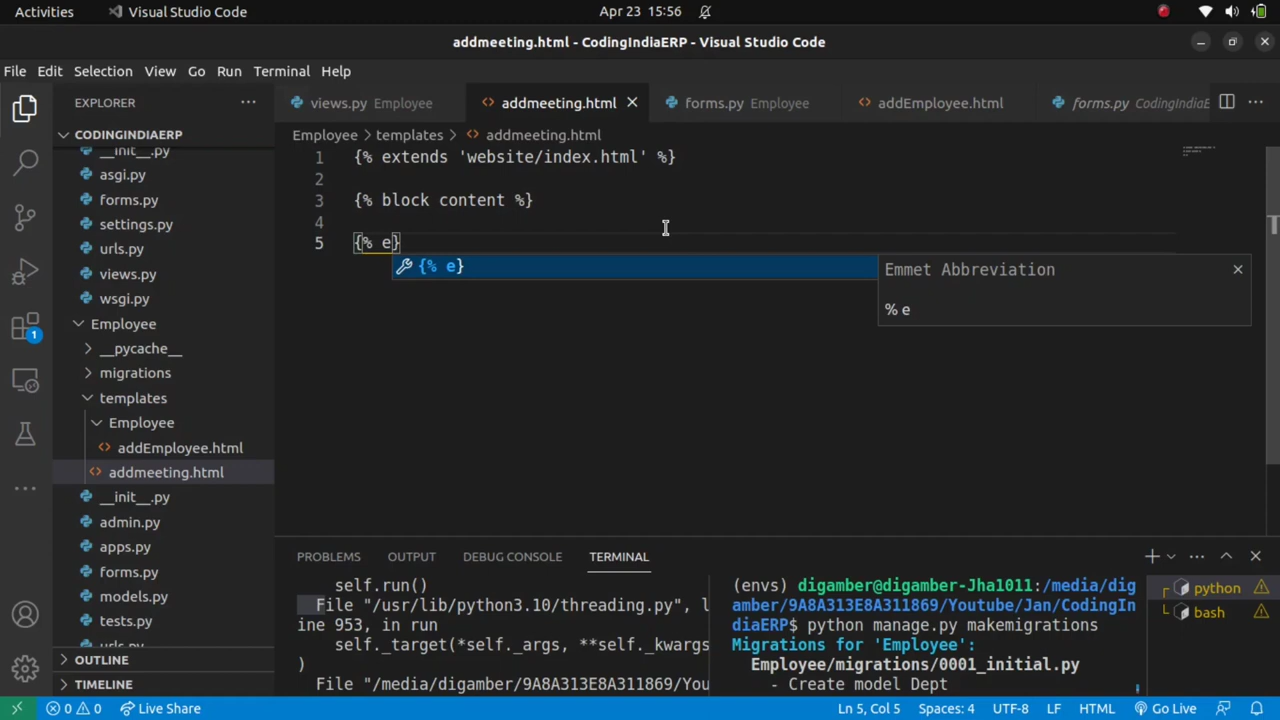 Activities
Visual Studio Code
Apr 23 15:56
addmeeting.html - CodingIndiaERP - Visual Studio Code
File Edit Selection View Go Run Terminal Help
EXPLORER
views.py Employee
addmeeting.html
forms.py Employee
addEmployee.html
forms.py CodingIndiaE
CODINGINDIAERP
Employee > templates > addmeeting.html
__init__.py
asgi.py
forms.py
settings.py
urls.py
views.py
wsgi.py
Employee
__pycache__
migrations
templates
Employee
addEmployee.html
addmeeting.html
__init__.py
admin.py
apps.py
forms.py
models.py
tests.py
urls.py
OUTLINE
TIMELINE
1 {% extends 'website/index.html' %}
2
3 {% block content %}
4
5 {% e}
{% e}
Emmet Abbreviation
% e
PROBLEMS OUTPUT DEBUG CONSOLE TERMINAL
self.run()
File "/usr/lib/python3.10/threading.py", l
ine 953, in run
self._target(*self._args, **self._kwargs
)
File "/media/digamber/9A8A313E8A311869/You
(envs) digamber@digamber-Jha1011:/media/dig
amber/9A8A313E8A311869/Youtube/Jan/CodingIn
diaERP$ python manage.py makemigrations
Migrations for 'Employee':
Employee/migrations/0001_initial.py
- Create model Dept
python
bash
1
0 0 Live Share
Ln 5, Col 5 Spaces: 4 UTF-8 LF HTML Go Live